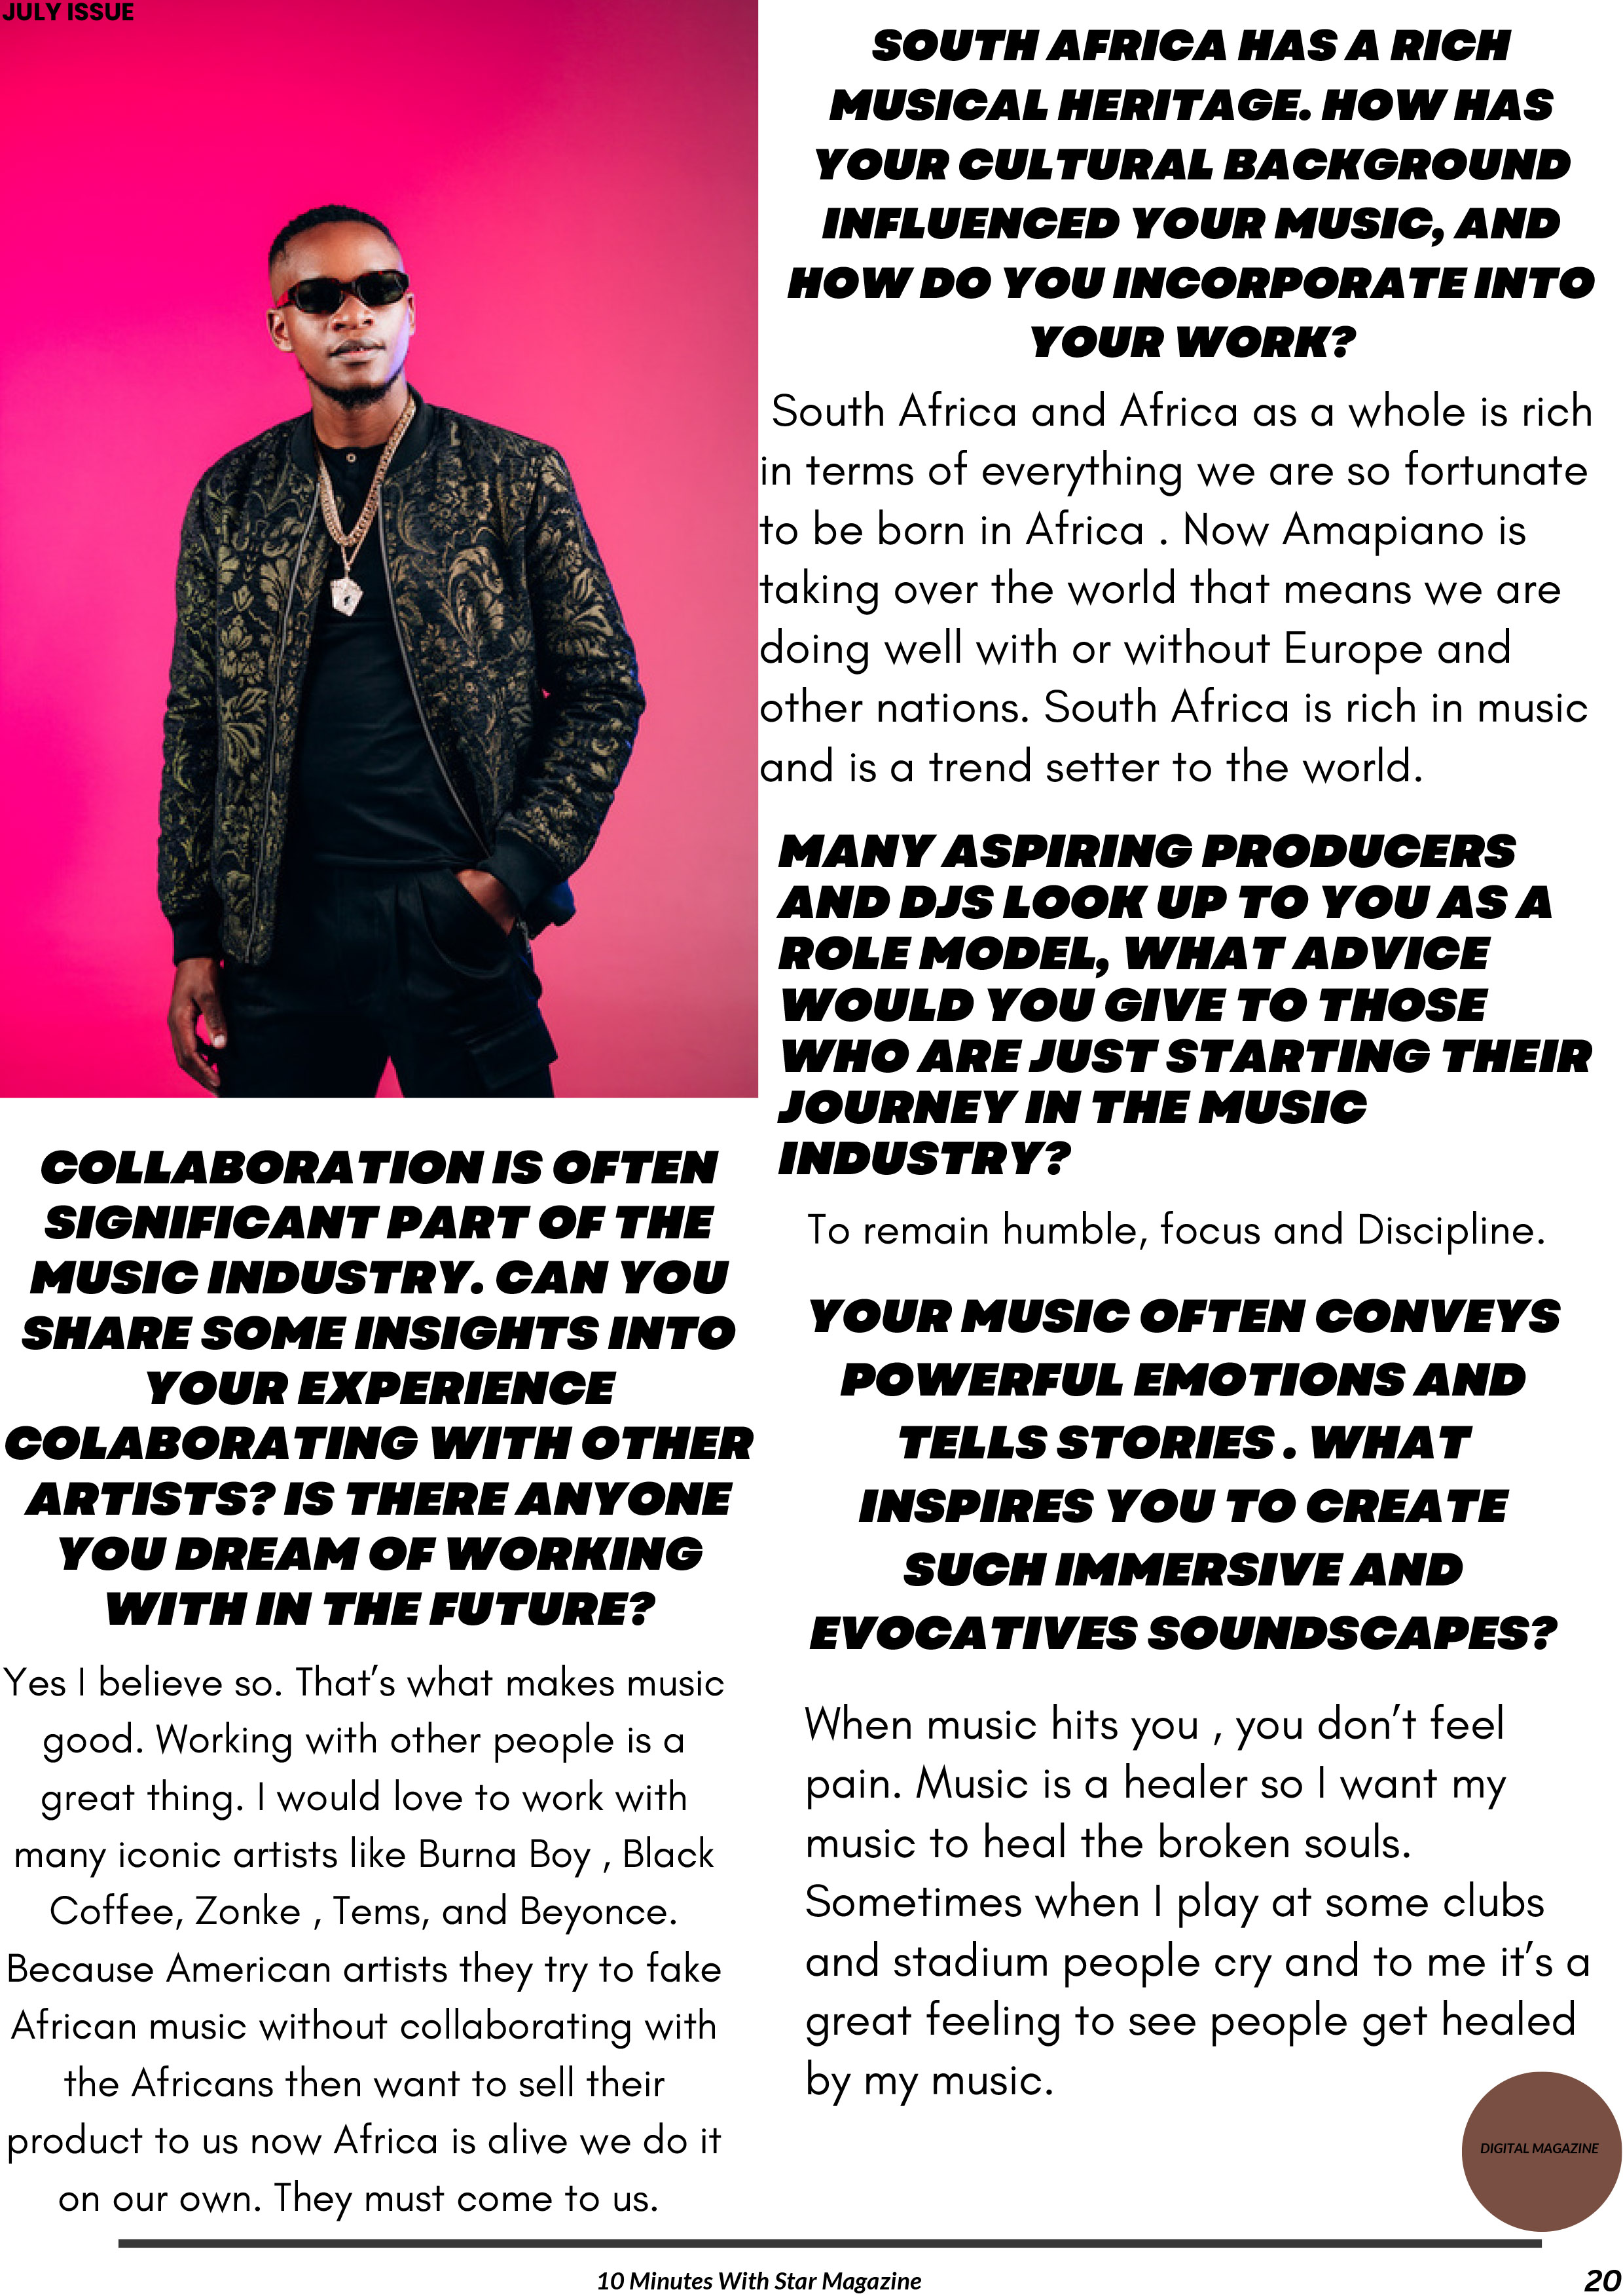 JULY ISSUE
COLLABORATION IS OFTEN
SIGNIFICANT PART OF THE
MUSIC INDUSTRY. CAN YOU
SHARE SOME INSIGHTS INTO
YOUR EXPERIENCE
COLABORATING WITH OTHER
ARTISTS? IS THERE ANYONE
YOU DREAM OF WORKING
WITH IN THE FUTURE?
Yes I believe so. That’s what makes music
good. Working with other people is a
great thing. I would love to work with
many iconic artists like Burna Boy , Black
Coffee, Zonke , Tems, and Beyonce.
Because American artists they try to fake
African music without collaborating with
the Africans then want to sell their
product to us now Africa is alive we do it
on our own. They must come to us.
SOUTH AFRICA HAS A RICH
MUSICAL HERITAGE. HOW HAS
YOUR CULTURAL BACKGROUND
INFLUENCED YOUR MUSIC, AND
HOW DO YOU INCORPORATE INTO
YOUR WORK?
South Africa and Africa as a whole is rich
in terms of everything we are so fortunate
to be born in Africa . Now Amapiano is
taking over the world that means we are
doing well with or without Europe and
other nations. South Africa is rich in music
and is a trend setter to the world.
MANY ASPIRING PRODUCERS
AND DJS LOOK UP TO YOU AS A
ROLE MODEL, WHAT ADVICE
WOULD YOU GIVE TO THOSE
WHO ARE JUST STARTING THEIR
JOURNEY IN THE MUSIC
INDUSTRY?
To remain humble, focus and Discipline.
YOUR MUSIC OFTEN CONVEYS
POWERFUL EMOTIONS AND
TELLS STORIES . WHAT
INSPIRES YOU TO CREATE
SUCH IMMERSIVE AND
EVOCATIVES SOUNDSCAPES?
When music hits you , you don’t feel
pain. Music is a healer so I want my
music to heal the broken souls.
Sometimes when I play at some clubs
and stadium people cry and to me it’s a
great feeling to see people get healed
by my music.
DIGITAL MAGAZINE
10 Minutes With Star Magazine
20